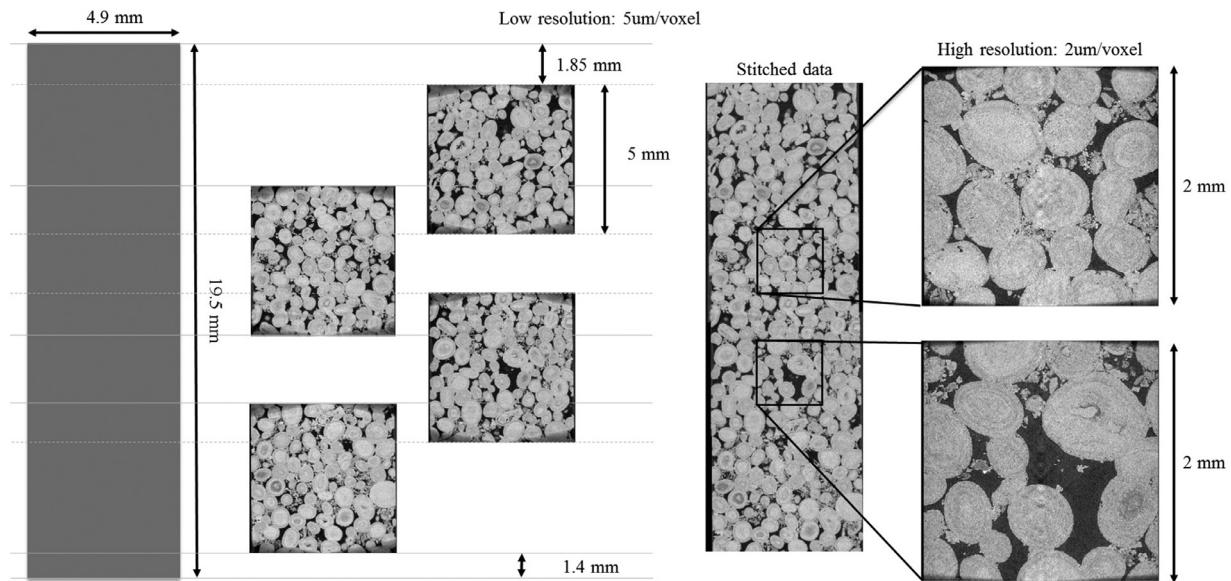 4.9 mm
Low resolution: 5um/voxel
1.85 mm
5 mm
19.5 mm
1.4 mm
Stitched data
High resolution: 2um/voxel
2 mm
2 mm